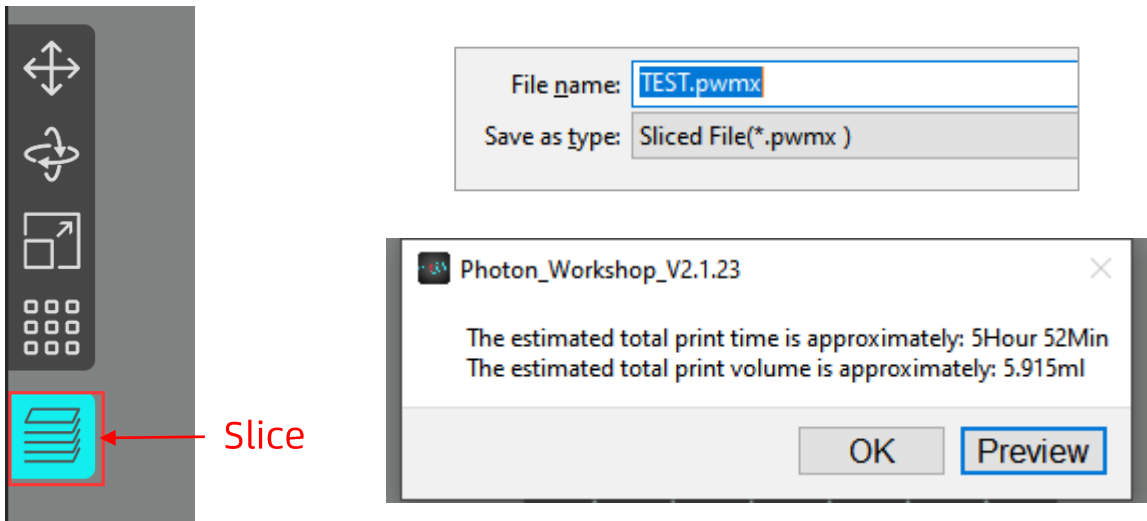 File name: TEST.pwmx
Save as type: Sliced File(*.pwmx )
Photon_Workshop_V2.1.23
The estimated total print time is approximately: 5Hour 52Min
The estimated total print volume is approximately: 5.915ml
OK Preview
Slice